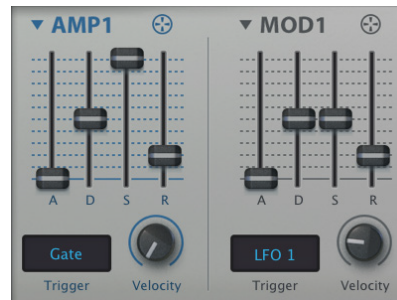 AMP1
A D S R
Gate
Trigger Velocity
MOD1
A D S R
LFO 1
Trigger Velocity